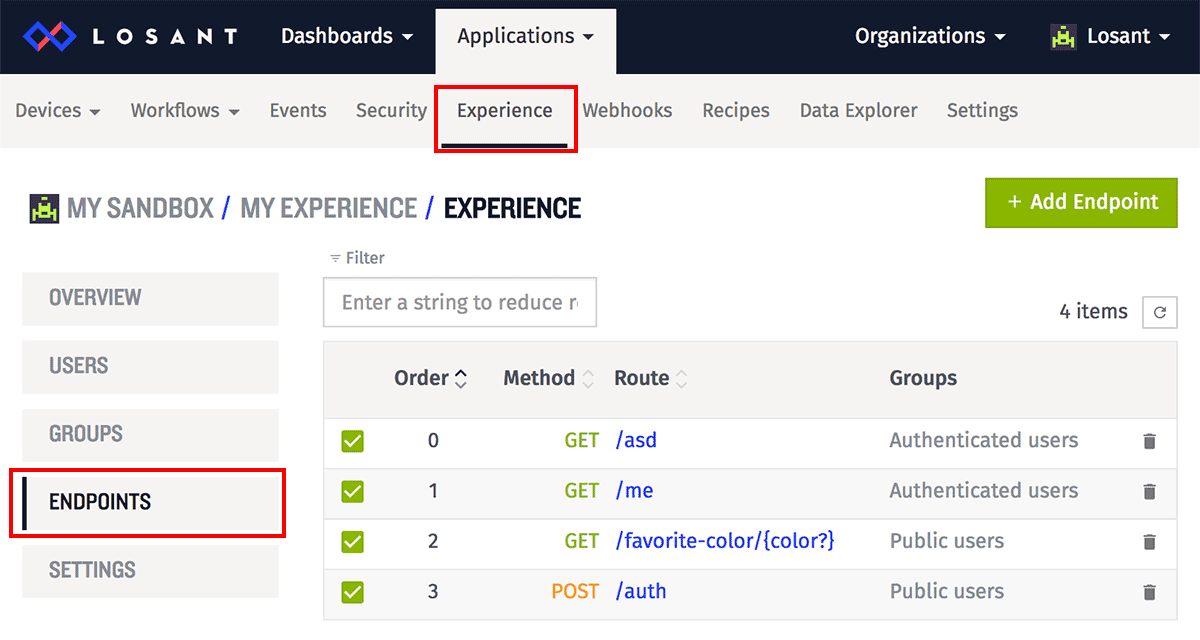 LOSANT Dashboards Applications Organizations Losant
Devices Workflows Events Security Experience Webhooks Recipes Data Explorer Settings
MY SANDBOX / MY EXPERIENCE / EXPERIENCE
+ Add Endpoint
Filter
Enter a string to reduce r
4 items
OVERVIEW
USERS
GROUPS
ENDPOINTS
SETTINGS
Order Method Route Groups
0 GET /asd Authenticated users
1 GET /me Authenticated users
2 GET /favorite-color/{color?} Public users
3 POST /auth Public users